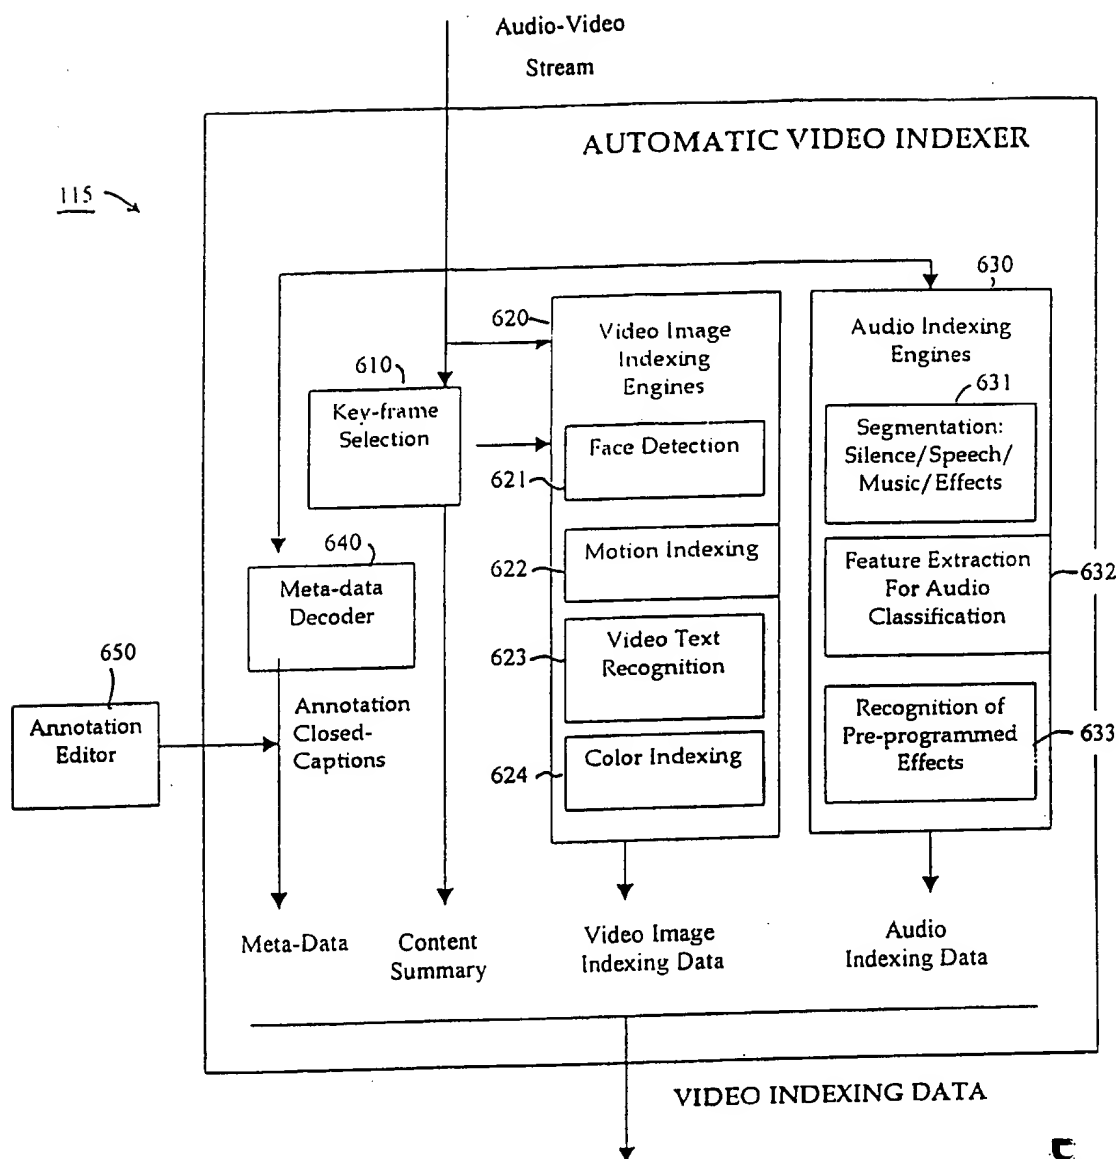 Audio-Video
Stream
AUTOMATIC VIDEO INDEXER
115
630
620
Video Image
Indexing
Engines
Audio Indexing
Engines
610
Key-frame
Selection
631
Segmentation:
Silence/Speech/
Music/Effects
Face Detection
621
640
Meta-data
Decoder
622
Motion Indexing
Feature Extraction
For Audio
Classification
632
650
Annotation
Editor
Annotation
Closed-
Captions
623
Video Text
Recognition
Recognition of
Pre-programmed
Effects
633
624
Color Indexing
Meta-Data
Content
Summary
Video Image
Indexing Data
Audio
Indexing Data
VIDEO INDEXING DATA